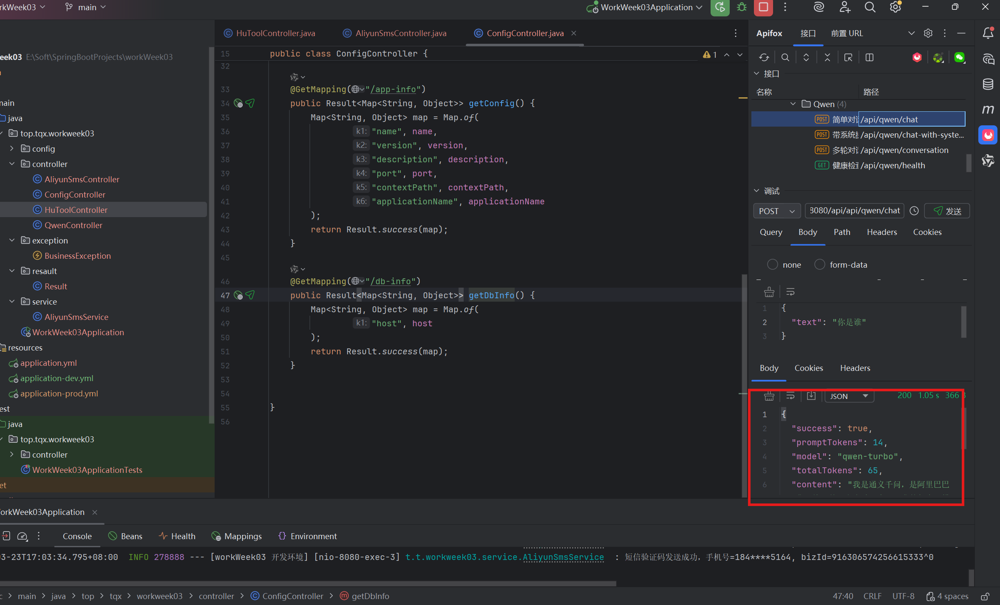 rkWeek03
main
WorkWeek03Application
eek03 E:\Soft\SpringBootProjects\workWeek03
main
java
top.tqx.workweek03
config
controller
AliyunSmsController
ConfigController
HuToolController
QwenController
exception
BusinessException
resault
Result
service
AliyunSmsService
WorkWeek03Application
resources
application.yml
application-dev.yml
application-prod.yml
est
java
top.tqx.workweek03
controller
WorkWeek03ApplicationTests
et
HuToolController.java
AliyunSmsController.java
ConfigController.java
15 public class ConfigController {
1
32
33 @GetMapping("/app-info")
34 public Result<Map<String, Object>> getConfig() {
35 Map<String, Object> map = Map.of(
36 k1: "name", name,
37 k2: "version", version,
38 k3: "description", description,
39 k4: "port", port,
40 k5: "contextPath", contextPath,
41 k6: "applicationName", applicationName
42 );
43 return Result.success(map);
44 }
45
46 @GetMapping("/db-info")
47 public Result<Map<String, Object>> getDbInfo() {
48 Map<String, Object> map = Map.of(
49 k1: "host", host
50 );
51 return Result.success(map);
52 }
53
54
55 }
56
Apifox 接口 前置 URL
接口
名称 路径
Qwen (4)
POST 简单对话 /api/qwen/chat
POST 带系统 /api/qwen/chat-with-syste...
POST 多轮对话 /api/qwen/conversation
GET 健康检查 /api/qwen/health
调试
POST 8080/api/api/qwen/chat 发送
Query Body Path Headers Cookies
none form-data
1 {
2 "text": "你是谁"
3 }
Body Cookies Headers
JSON 200 1.05 s 366 B
1 {
2 "success": true,
3 "promptTokens": 14,
4 "model": "qwen-turbo",
5 "totalTokens": 65,
6 "content": "我是通义千问，是阿里巴巴
orkWeek03Application
Console Beans Health Mappings Environment
03-23T17:03:34.795+08:00 INFO 278888 --- [workWeek03 开发环境] [nio-8080-exec-3] t.t.workweek03.service.AliyunSmsService : 短信验证码发送成功，手机号=184****5164, bizId=916306574256615333^0
c > main > java > top > tqx > workweek03 > controller > ConfigController > getDbInfo
47:40 CRLF UTF-8 4 spaces